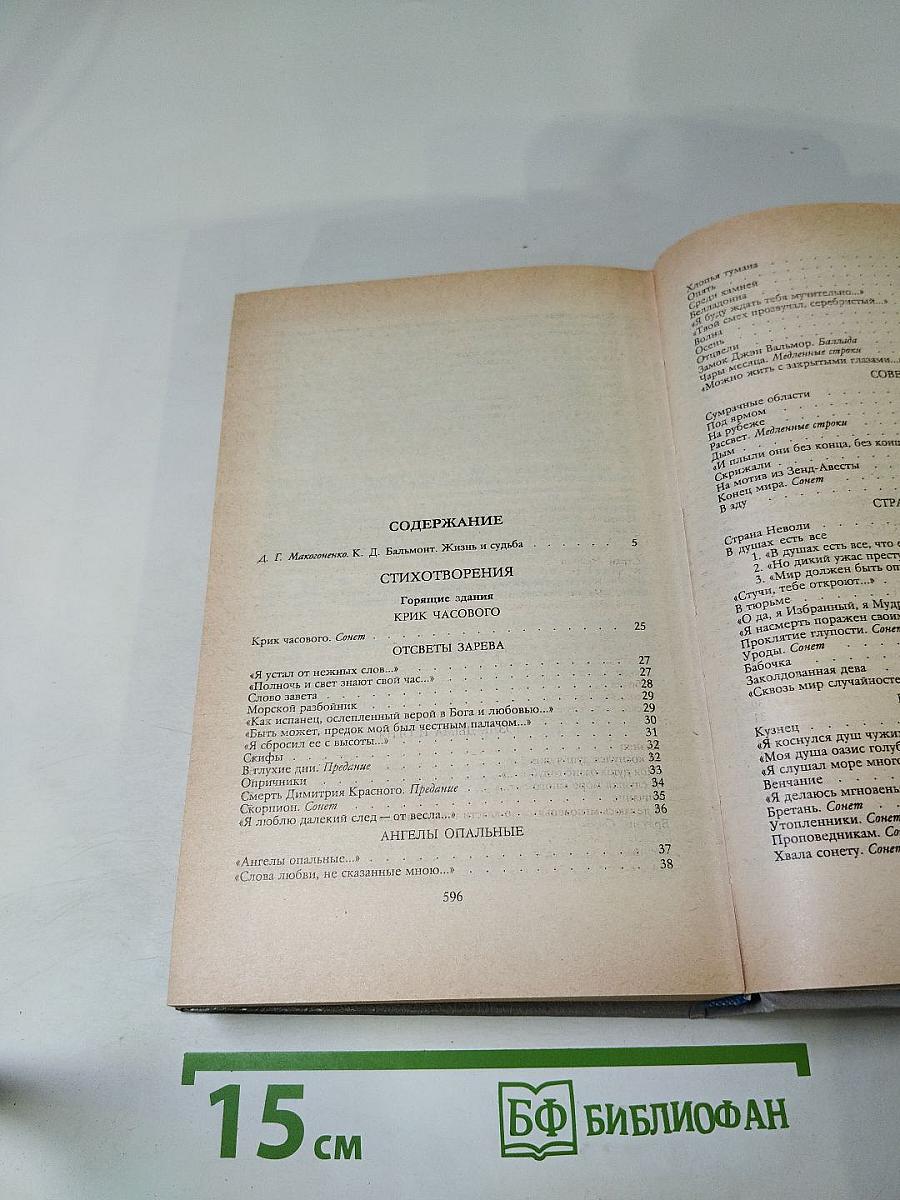 СОДЕРЖАНИЕ
Д. Г. Макогоненко. К. Д. Бальмонт. Жизнь и судьба . . . . . . . . . 5
СТИХОТВОРЕНИЯ
Горящие здания
КРИК ЧАСОВОГО
Крик часового. Сонет . . . . . . . . . 25
ОТСВЕТЫ ЗАРЕВА
«Я устал от нежных слов...» . . . . . . . . . 27
«Полночь и свет знают свой час...» . . . . . . . . . 27
Слово завета . . . . . . . . . 28
Морской разбойник . . . . . . . . . 29
«Как испанец, ослепленный верой в Бога и любовью...» . . . . . . . . . 29
«Быть может, предок мой был честным палачом...» . . . . . . . . . 30
«Я сбросил ее с высоты...» . . . . . . . . . 31
Скифы . . . . . . . . . 32
В глухие дни. Предание . . . . . . . . . 32
Опричники . . . . . . . . . 33
Смерть Димитрия Красного. Предание . . . . . . . . . 34
Скорпион. Сонет . . . . . . . . . 35
«Я люблю далекий след — от весла...» . . . . . . . . . 36
АНГЕЛЫ ОПАЛЬНЫЕ
«Ангелы опальные...» . . . . . . . . . 37
«Слова любви, не сказанные мною...» . . . . . . . . . 38
596
Хлопья тумана
Опять
Среди камней
Белладонна
«Я буду ждать тебя мучительно...»
«Твой смех прозвучал, серебристый...»
Волна
Осень
Отцвели
Замок Джэн Вальмор. Баллада
Чары месяца. Медленные строки
«Можно жить с закрытыми глазами...
СОВЕ
Сумрачные области
Под ярмом
На рубеже
Рассвет. Медленные строки
Дым
«И плыли они без конца, без конц
Скрижали
На мотив из Зенд-Авесты
Конец мира. Сонет
В аду
СТРА
Страна Неволи
В душах есть все
1. «В душах есть все, что е
2. «Но дикий ужас престу
3. «Мир должен быть оп
«Стучи, тебе откроют...»
В тюрьме
«О да, я Избранный, я Мудр
«Я насмерть поражен своим
Проклятие глупости. Сонет
Уроды. Сонет
Бабочка
Заколдованная дева
«Сквозь мир случайносте
Кузнец
«Я коснулся душ чужих
«Моя душа оазис голуб
«Я слушал море много
Венчание
«Я делаюсь мгновень
Бретань. Сонет
Утопленники. Сонет
Проповедникам. Со
Хвала сонету. Сонет
15 см
БФ БИБЛИОФАН